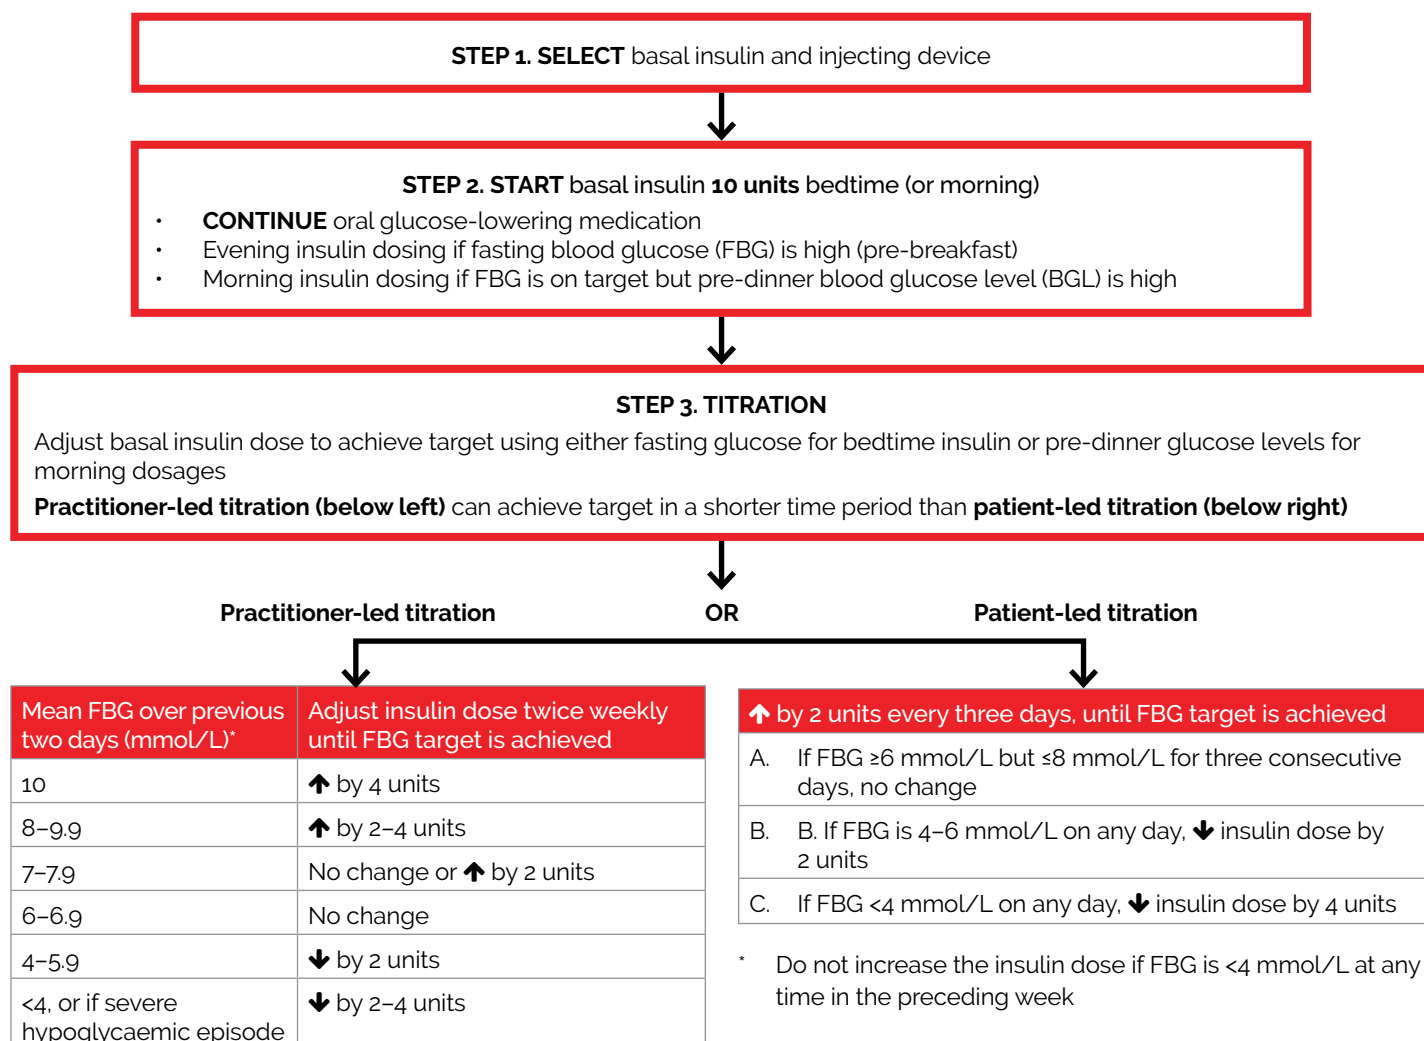 STEP 1. SELECT basal insulin and injecting device
STEP 2. START basal insulin 10 units bedtime (or morning)
• CONTINUE oral glucose-lowering medication
• Evening insulin dosing if fasting blood glucose (FBG) is high (pre-breakfast)
• Morning insulin dosing if FBG is on target but pre-dinner blood glucose level (BGL) is high
STEP 3. TITRATION
Adjust basal insulin dose to achieve target using either fasting glucose for bedtime insulin or pre-dinner glucose levels for
morning dosages
Practitioner-led titration (below left) can achieve target in a shorter time period than patient-led titration (below right)
Practitioner-led titration OR Patient-led titration
Mean FBG over previous
two days (mmol/L)*
Adjust insulin dose twice weekly
until FBG target is achieved
10 ↑ by 4 units
8–9.9 ↑ by 2–4 units
7–7.9 No change or ↑ by 2 units
6–6.9 No change
4–5.9 ↓ by 2 units
<4, or if severe ↓ by 2–4 units
hypoglycaemic episode
↑ by 2 units every three days, until FBG target is achieved
A. If FBG ≥6 mmol/L but ≤8 mmol/L for three consecutive
days, no change
B. B. If FBG is 4–6 mmol/L on any day, ↓ insulin dose by
2 units
C. If FBG <4 mmol/L on any day, ↓ insulin dose by 4 units
* Do not increase the insulin dose if FBG is <4 mmol/L at any
time in the preceding week